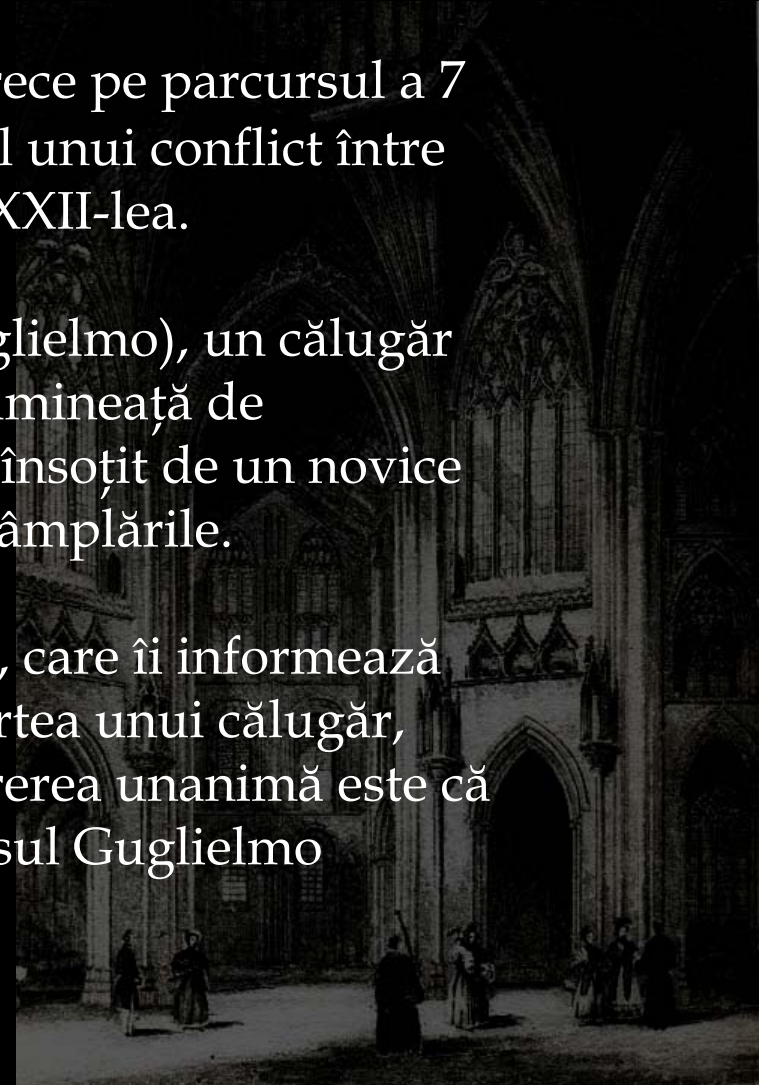 rece pe parcursul a 7
l unui conflict între
XXII-lea.
glielmo), un călugăr
imineață de
însoțit de un novice
âmplările.
, care îi informează
rtea unui călugăr,
rerea unanimă este că
sul Guglielmo